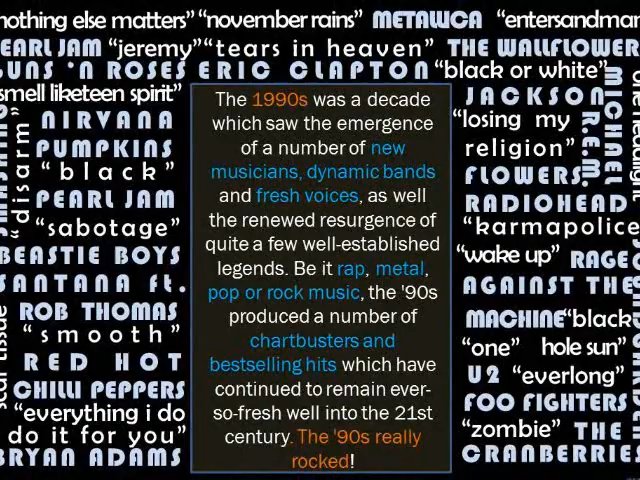 nothing else matters" "november rains" METALLICA "entersandman
PEARL JAM "jeremy" "tears in heaven" THE WALLFLOWER
GUNS 'N ROSES ERIC CLAPTON "black or white"
smell liketeen spirit"
NIRVANA
PUMPKINS
"black"
PEARL JAM
"disarm"
"sabotage"
BEASTIE BOYS
SANTANA FT.
ROB THOMAS
"smooth"
scar tissue
RED HOT
CHILLI PEPPERS
"everything i do
do it for you"
BRYAN ADAMS
The 1990s was a decade
which saw the emergence
of a number of new
musicians, dynamic bands
and fresh voices, as well
the renewed resurgence of
quite a few well-established
legends. Be it rap, metal,
pop or rock music, the '90s
produced a number of
chartbusters and
bestselling hits which have
continued to remain ever-
so-fresh well into the 21st
century. The '90s really
rocked!
JACKSON
MICHAEL
"losing my
religion"
R.E.M.
headlight
FLOWERS
RADIOHEAD
"karmapolice
"wake up" RAGE
AGAINST THE
MACHINE "black
hole sun"
"one"
U2 "everlong"
FOO FIGHTERS
"zombie" THE
CRANBERRIES